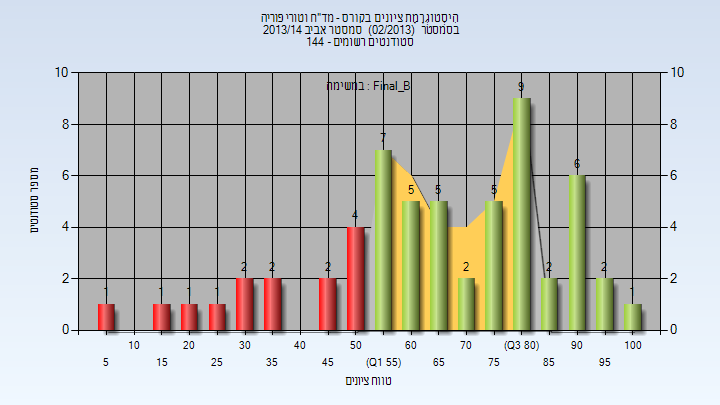 היסטוגרמת ציונים בקורס - מד"ח וטורי פוריה
בסמסטר (02/2013) סמסטר אביב 2013/14
סטודנטים רשומים - 144
במשימה : Final_B
מספר סטודנטים
10 10
8 8
6 6
4 4
2 2
0 0
1 1 1 1 2 2 2 4 7 5 5 2 5 9 2 6 2 1
10 20 30 40 50 60 70 (Q3 80) 90 100
5 15 25 35 45 (Q1 55) 65 75 85 95
טווח ציונים